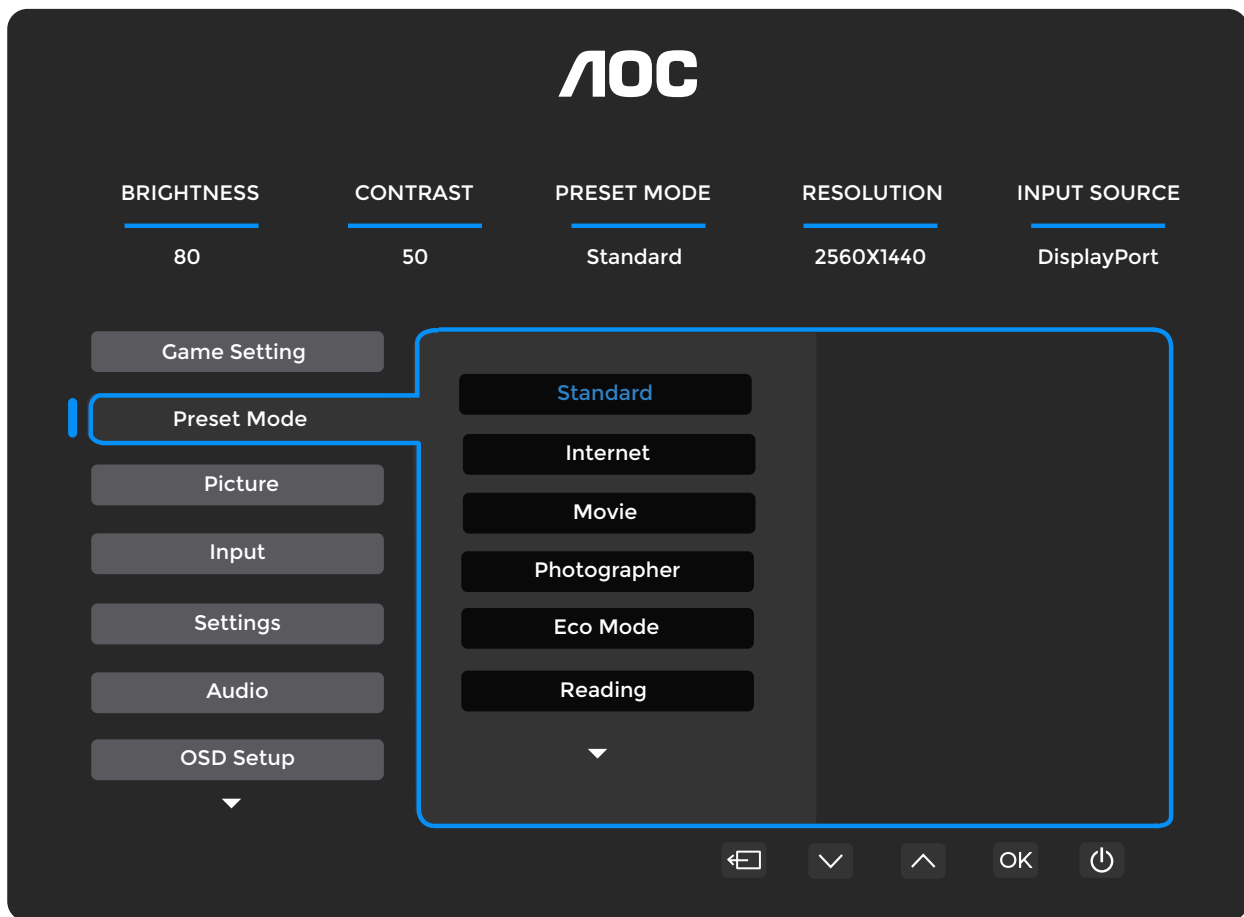 AOC
BRIGHTNESS CONTRAST PRESET MODE RESOLUTION INPUT SOURCE
80 50 Standard 2560X1440 DisplayPort
Game Setting
Preset Mode
Picture
Input
Settings
Audio
OSD Setup
Standard
Internet
Movie
Photographer
Eco Mode
Reading
OK